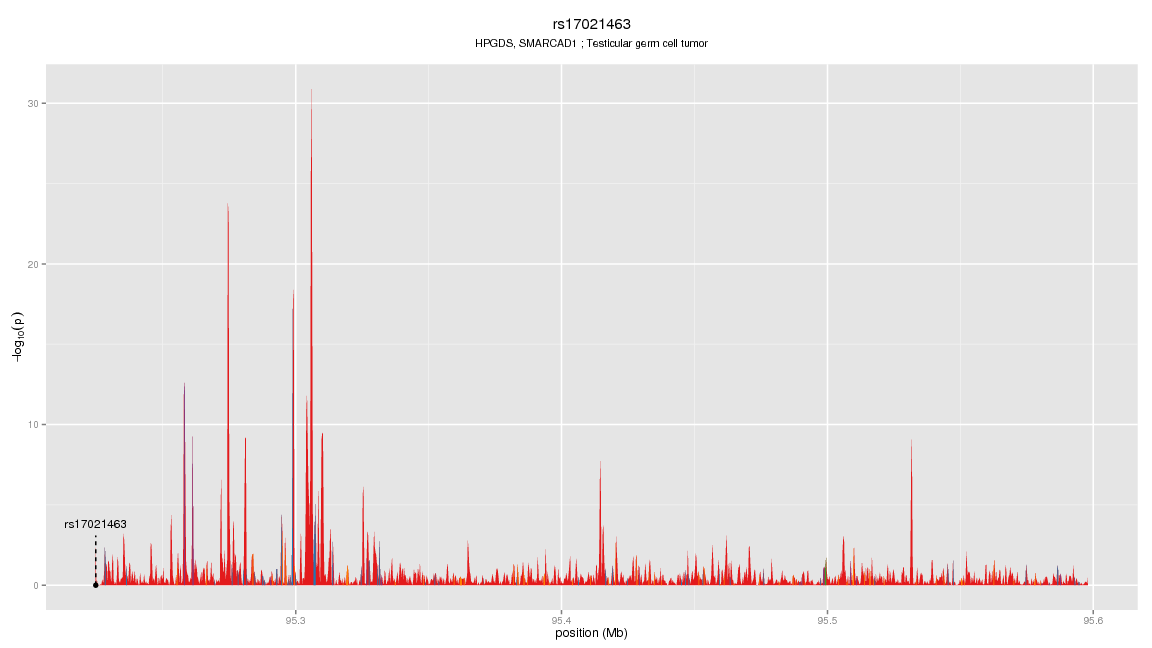 rs17021463
HPGDS, SMARCAD1 ; Testicular germ cell tumor
30
20
10
0
−log10(p)
rs17021463
95.3
95.4
95.5
95.6
position (Mb)